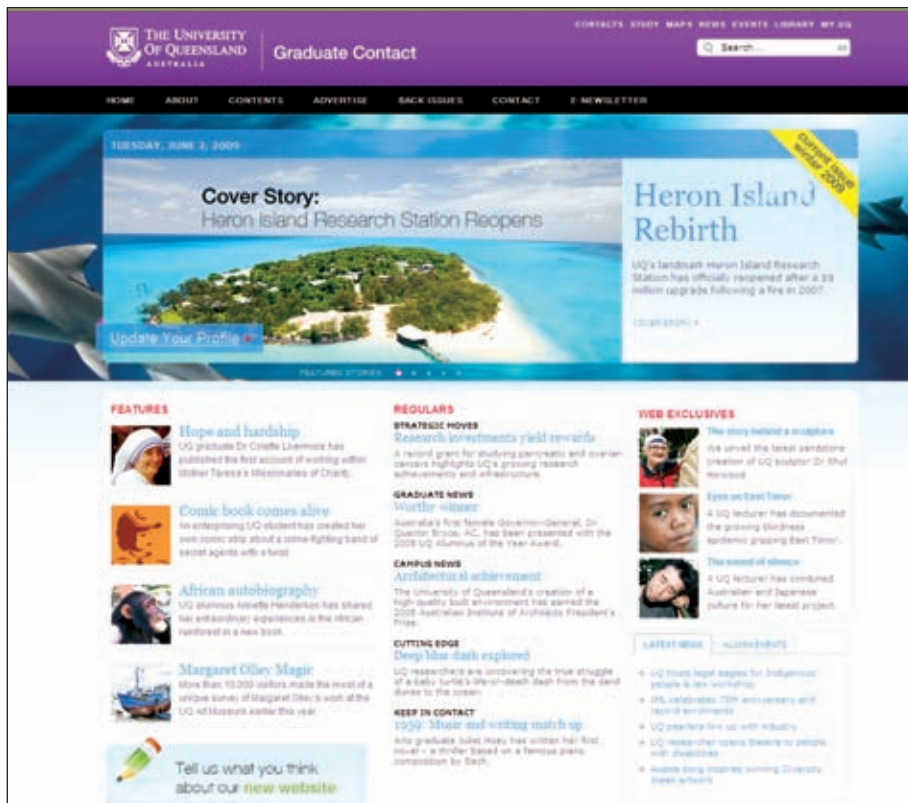 THE UNIVERSITY
OF QUEENSLAND
AUSTRALIA
Graduate Contact
CONTACTS STUDY MAPS NEWS EVENTS LIBRARY MY.UQ
Search...
HOME ABOUT CONTENTS ADVERTISE BACK ISSUES CONTACT E-NEWSLETTER
TUESDAY, JUNE 2, 2009
current issue
winter 2009
Cover Story:
Heron Island Research Station Reopens
Heron Island
Rebirth
UQ's landmark Heron Island Research
Station has officially reopened after a
million upgrade following a fire in 2007.
COVER STORY
Update Your Profile
FEATURED STORIES
FEATURES
Hope and hardship
UQ graduate Dr Colette Livermore has
published the first account of working within
Mother Teresa's Missionaries of Charity.
Comic book comes alive
An enterprising UQ student has created her
own comic strip about a crime-fighting band of
secret agents with a twist.
African autobiography
UQ alumnus Annette Henderson has shared
her extraordinary experiences in the African
rainforest in a new book.
Margaret Olley Magic
More than 10,000 visitors made the most of a
unique survey of Margaret Olley's work at the
UQ Art Museum earlier this year.
Tell us what you think
about our new website
REGULARS
STRATEGIC MOVES
Research investments yield rewards
A record grant for studying pancreatic and ovarian
cancers highlights UQ's growing research
achievements and infrastructure.
GRADUATE NEWS
Worthy winner
Australia's first female Governor-General, Dr
Quentin Bryce, AC, has been presented with the
2008 UQ Alumnus of the Year Award.
CAMPUS NEWS
Architectural achievement
The University of Queensland's creation of a
high-quality built environment has earned the
2008 Australian Institute of Architects President's
Prize.
CUTTING EDGE
Deep blue dash explored
UQ researchers are uncovering the true struggle
of a baby turtle's life-or-death dash from the sand
dunes to the ocean.
KEEP IN CONTACT
1959: Music and writing match up
Arts graduate Juliet Hoey has written her first
novel – a thriller based on a famous piano
composition by Bach.
WEB EXCLUSIVES
The story behind a sculpture
We unveil the latest sandstone
creation of UQ sculptor Dr Rhyl
Hinwood.
Eyes on East Timor
A UQ lecturer has documented
the growing blindness
epidemic gripping East Timor.
The sound of silence
A UQ lecturer has combined
Australian and Japanese
culture for her latest project.
LATEST NEWS ALUMNI EVENTS
UQ hosts legal eagles for Indigenous
people & law workshop
celebrates 75th anniversary and
record enrolments
UQ link up with industry
UQ researcher opens theatre to people
with disabilities
Aussie song inspires winning Diversity
Week artwork